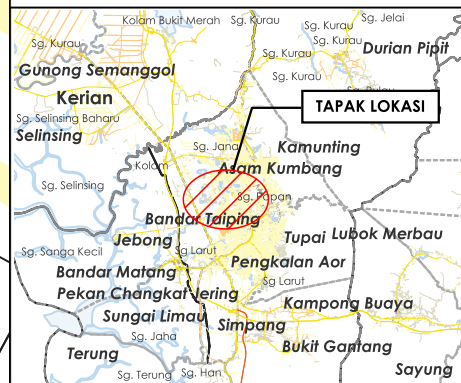 Kolam Bukit Merah
Sg. Kurau
Sg. Jelai
Sg. Kurau
Sg. Kurau
Sg. Kurau
Durian Pipit
Gunong Semanggol
Sg. Kurau
Kerian
TAPAK LOKASI
Sg. Selinsing Baharu
Selinsing
Sg. Jana
Kamunting
Kolam
Asam Kumbang
Sg. Selinsing
Bandar Taiping
Jebong
Sg. Sanga Kecil
Sg Larut
Tupai
Lubok Merbau
Bandar Matang
Pengkalan Aor
Sg Larut
Pekan Changkat Jering
Kampong Buaya
Sungai Limau
Simpang
Sg. Jaha
Bukit Gantang
Terung
Sg. Terung
Sg. Han
Sayung